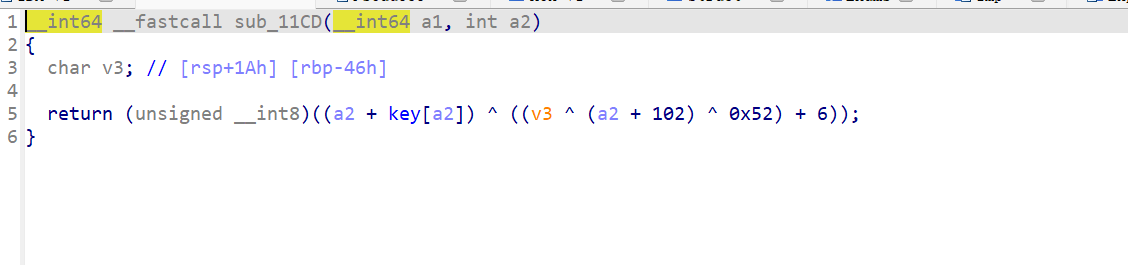 1 __int64 __fastcall sub_11CD(__int64 a1, int a2)
2 {
3 char v3; // [rsp+1Ah] [rbp-46h]
4
5 return (unsigned __int8)((a2 + key[a2]) ^ ((v3 ^ (a2 + 102) ^ 0x52) + 6));
6 }